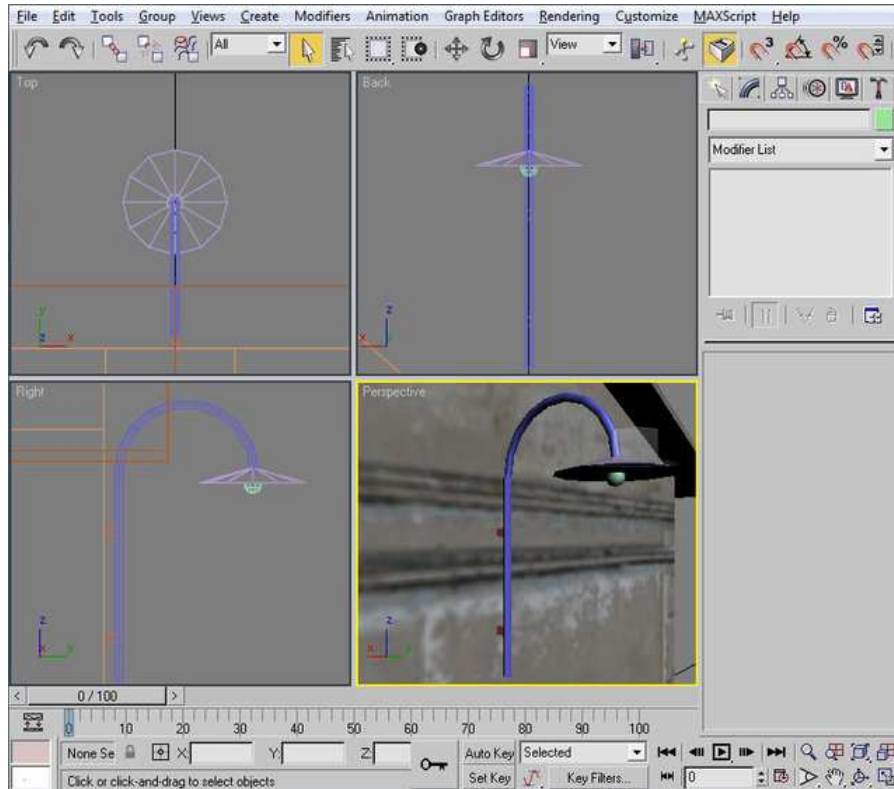 File Edit Tools Group Views Create Modifiers Animation Graph Editors Rendering Customize MAXScript Help
All View
Top
Back
Modifier List
Right
Perspective
0 / 100
0 10 20 30 40 50 60 70 80 90 100
None Se X: Y: Z: Auto Key Selected
Click or click-and-drag to select objects Set Key Key Filters... 0